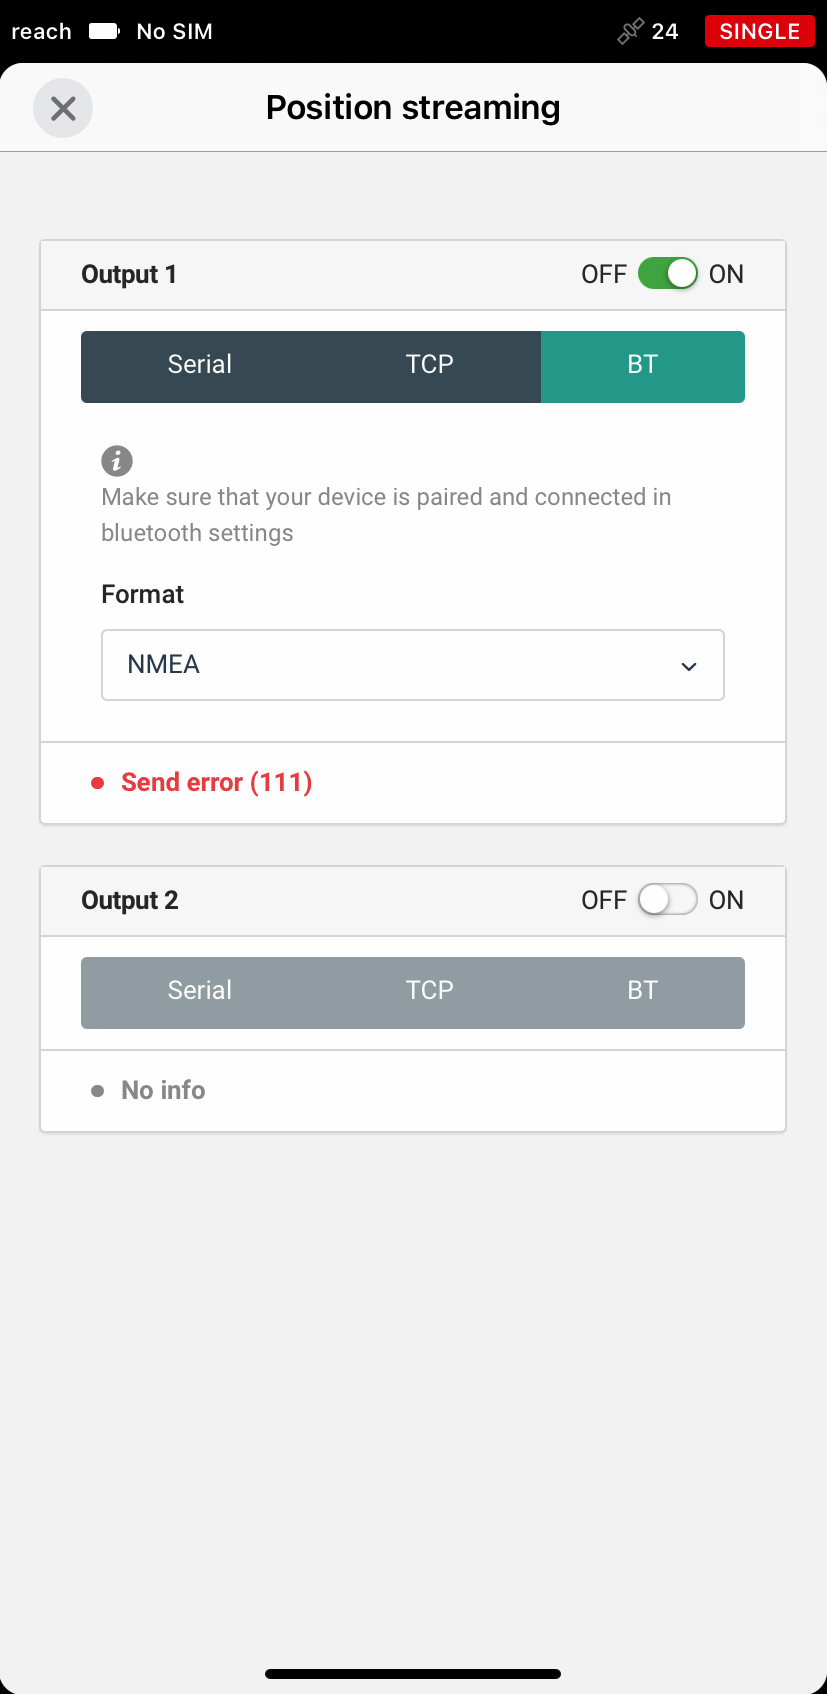 reach No SIM 24 SINGLE
Position streaming
Output 1 OFF ON
Serial TCP BT
i
Make sure that your device is paired and connected in
bluetooth settings
Format
NMEA
Send error (111)
Output 2 OFF ON
Serial TCP BT
No info